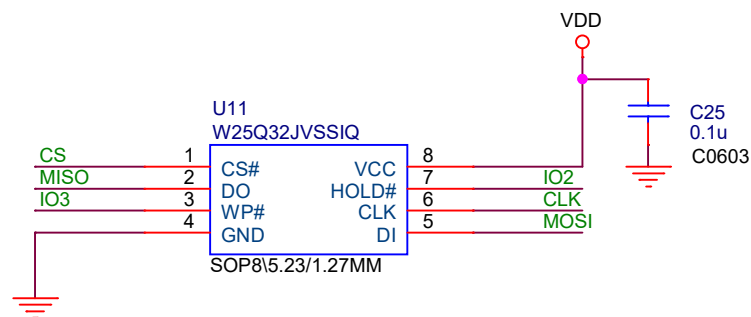 VDD
U11
W25Q32JVSSIQ
C25
0.1u
C0603
CS 1 CS# VCC 8
MISO 2 DO HOLD# 7 IO2
IO3 3 WP# CLK 6 CLK
4 GND DI 5 MOSI
SOP8\5.23/1.27MM